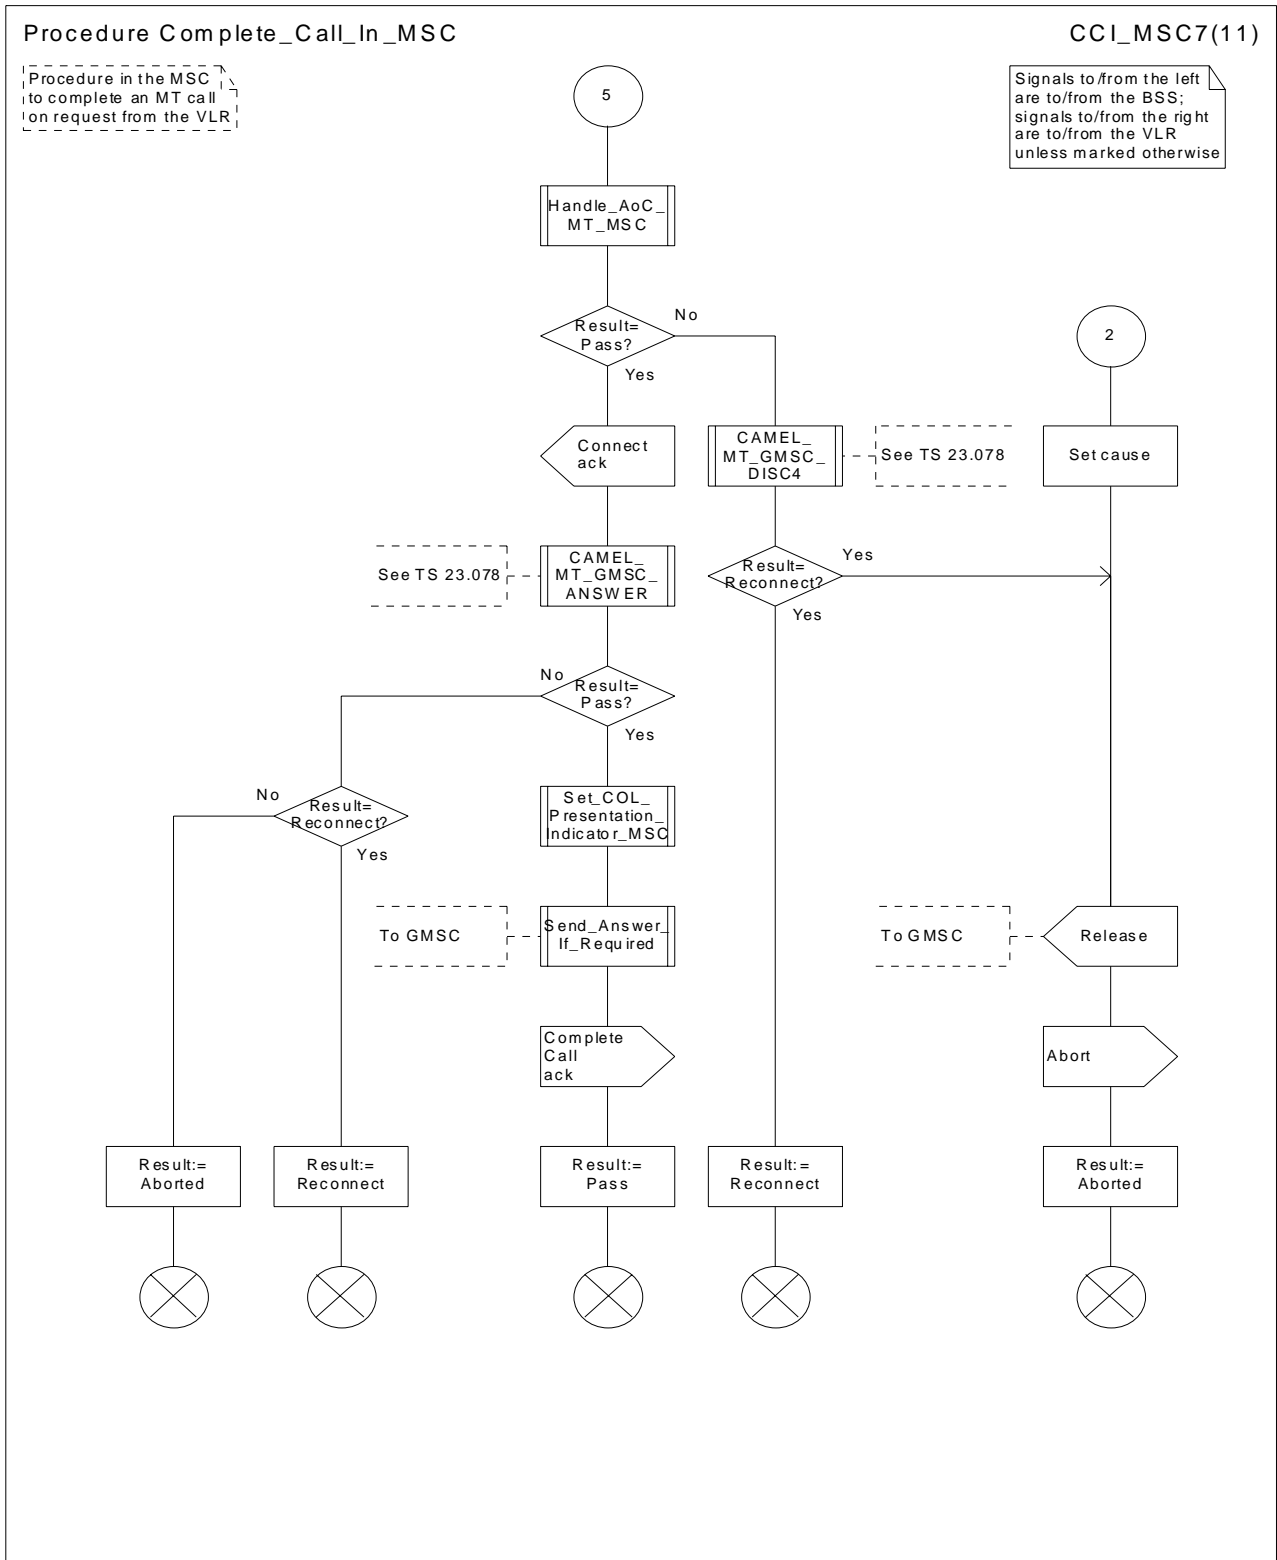 Procedure Complete_Call_In_MSC
CCI_MSC7(11)
Procedure in the MSC
to complete an MT call
on request from the VLR
5
Signals to/from the left
are to/from the BSS;
signals to/from the right
are to/from the VLR
unless marked otherwise
Handle_AoC_
MT_MSC
Result=
Pass?
No
Yes
2
Connect
ack
CAMEL_
MT_GMSC_
DISC4
See TS 23.078
Set cause
See TS 23.078
CAMEL_
MT_GMSC_
ANSWER
Result=
Reconnect?
Yes
Yes
No
Result=
Pass?
Yes
No
Result=
Reconnect?
Yes
Set_COL_
Presentation_
Indicator_MSC
To GMSC
Send_Answer_
If_Required
To GMSC
Release
Complete
Call
ack
Abort
Result:=
Aborted
Result:=
Reconnect
Result:=
Pass
Result:=
Reconnect
Result:=
Aborted